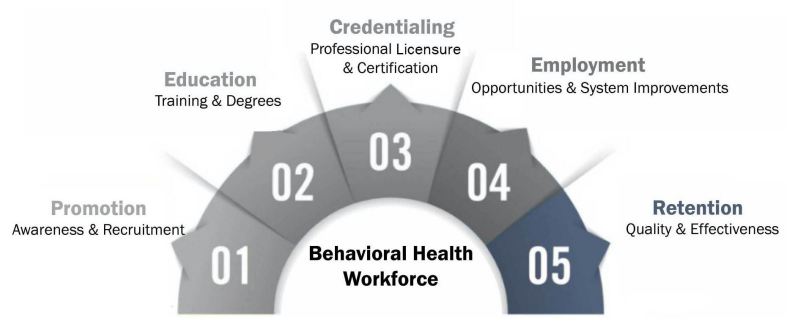 Credentialing
Professional Licensure
& Certification
Education
Training & Degrees
Employment
Opportunities & System Improvements
Promotion
Awareness & Recruitment
Retention
Quality & Effectiveness
01
02
03
04
05
Behavioral Health
Workforce